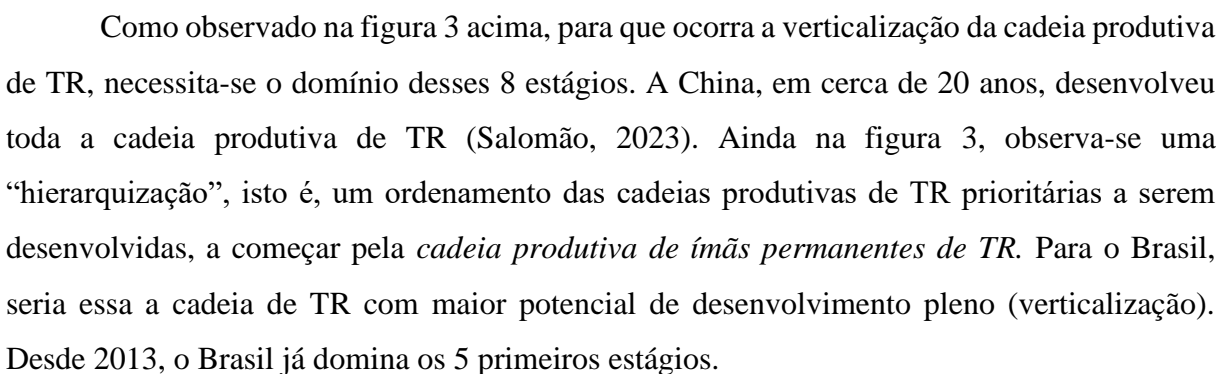 Como observado na figura 3 acima, para que ocorra a verticalização da cadeia produtiva
de TR, necessita-se o domínio desses 8 estágios. A China, em cerca de 20 anos, desenvolveu
toda a cadeia produtiva de TR (Salomão, 2023). Ainda na figura 3, observa-se uma
“hierarquização”, isto é, um ordenamento das cadeias produtivas de TR prioritárias a serem
desenvolvidas, a começar pela cadeia produtiva de ímãs permanentes de TR. Para o Brasil,
seria essa a cadeia de TR com maior potencial de desenvolvimento pleno (verticalização).
Desde 2013, o Brasil já domina os 5 primeiros estágios.